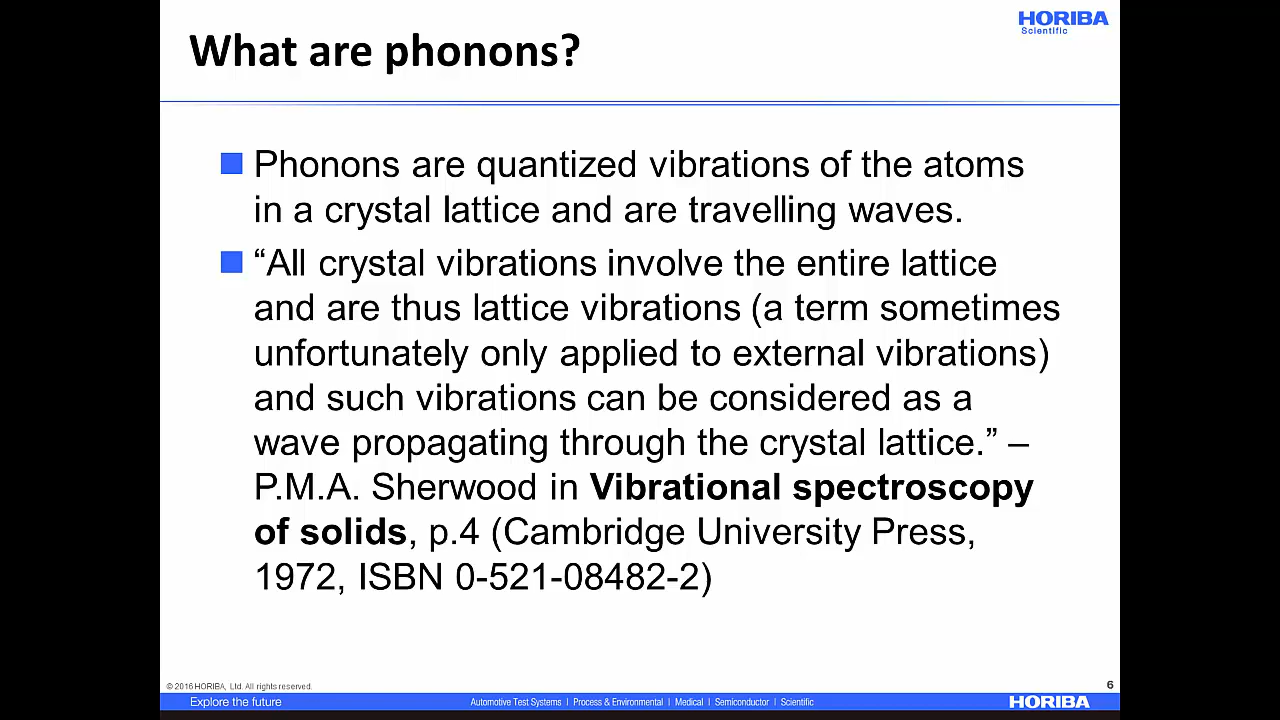 What are phonons?
HORIBA
Scientific
Phonons are quantized vibrations of the atoms
in a crystal lattice and are travelling waves.
“All crystal vibrations involve the entire lattice
and are thus lattice vibrations (a term sometimes
unfortunately only applied to external vibrations)
and such vibrations can be considered as a
wave propagating through the crystal lattice.” –
P.M.A. Sherwood in Vibrational spectroscopy
of solids, p.4 (Cambridge University Press,
1972, ISBN 0-521-08482-2)
© 2016 HORIBA, Ltd. All rights reserved.
6
Explore the future
Automotive Test Systems | Process & Environmental | Medical | Semiconductor | Scientific
HORIBA